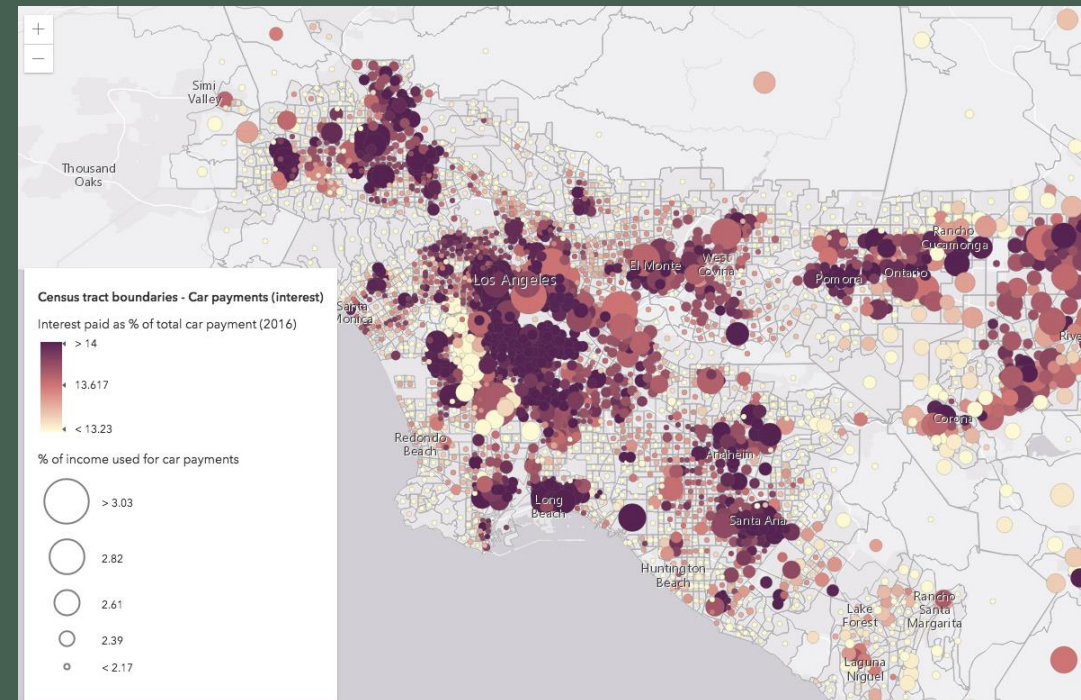 +
−
Simi
Valley
Thousand
Oaks
Rancho
Cucamonga
El Monte
West
Covina
Pomona
Ontario
Los Angeles
Santa
Monica
Census tract boundaries - Car payments (interest)
Interest paid as % of total car payment (2016)
> 14
13.617
< 13.23
% of income used for car payments
> 3.03
2.82
2.61
2.39
< 2.17
Corona
Redondo
Beach
Anaheim
Long
Beach
Santa Ana
Huntington
Beach
Lake
Forest
Rancho
Santa
Margarita
Laguna
Niguel
Rive